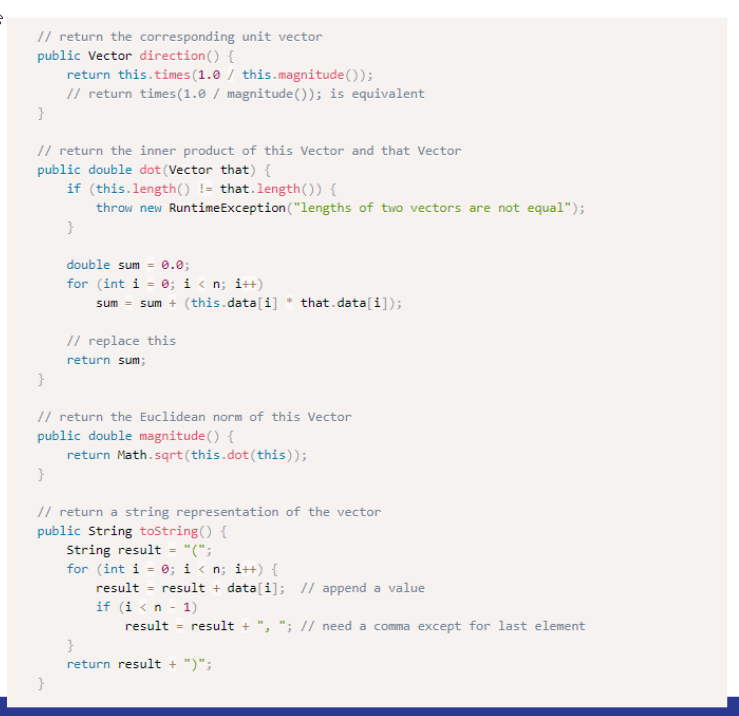 // return the corresponding unit vector
public Vector direction() {
    return this.times(1.0 / this.magnitude());
    // return times(1.0 / magnitude()); is equivalent
}

// return the inner product of this Vector and that Vector
public double dot(Vector that) {
    if (this.length() != that.length()) {
        throw new RuntimeException("lengths of two vectors are not equal");
    }

    double sum = 0.0;
    for (int i = 0; i < n; i++)
        sum = sum + (this.data[i] * that.data[i]);

    // replace this
    return sum;
}

// return the Euclidean norm of this Vector
public double magnitude() {
    return Math.sqrt(this.dot(this));
}

// return a string representation of the vector
public String toString() {
    String result = "(";
    for (int i = 0; i < n; i++) {
        result = result + data[i];  // append a value
        if (i < n - 1)
            result = result + ", "; // need a comma except for last element
    }
    return result + ")";
}